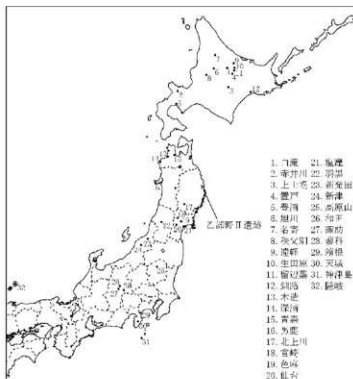 乙部野Ⅱ遺跡
1. 白滝
2. 赤井川
3. 上士幌
4. 置戸
5. 豊浦
6. 旭川
7. 名寄
8. 秩父別
9. 遠軽
10. 生田原
11. 留辺蘂
12. 釧路
13. 木造
14. 深浦
15. 青森
16. 男鹿
17. 北上川
18. 宮崎
19. 色麻
20. 仙台
21. 塩竈
22. 羽黒
23. 新発田
24. 新津
25. 高原山
26. 和田
27. 諏訪
28. 蓼科
29. 箱根
30. 天城
31. 神津島
32. 隠岐